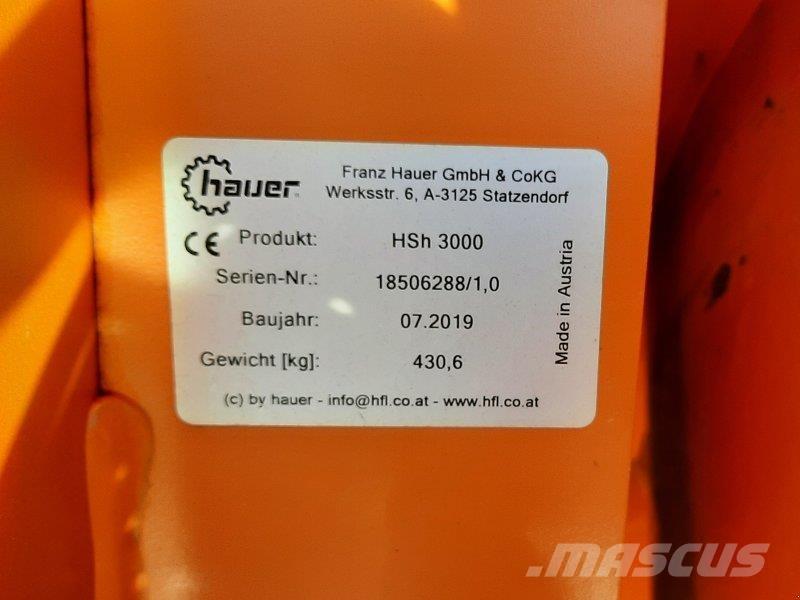 hauer
Franz Hauer GmbH & CoKG
Werksstr. 6, A-3125 Statzendorf
CE
Produkt: HSh 3000
Serien-Nr.: 18506288/1,0
Baujahr: 07.2019
Gewicht [kg]: 430,6
Made in Austria
(c) by hauer - info@hfl.co.at - www.hfl.co.at
.MASCUS